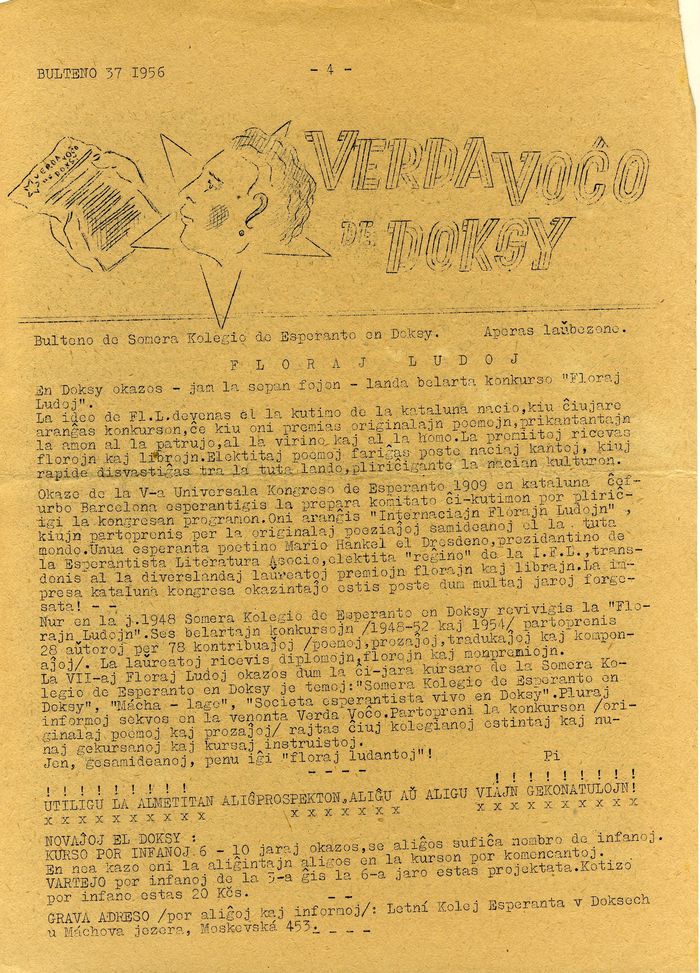 BULTENO 37 1956 - 4 -
VERDA VOĈO
VERDA VOĈO
DE DOKSY
Bulteno de Somera Kolegio de Esperanto en Doksy. Aperas laŭbezone.
F L O R A J L U D O J
En Doksy okazos - jam la sepan fojon - landa belarta konkurso "Floraj
Ludoj".
La ideo de Fl.L.devenas el la kutimo de la kataluna nacio,kiu ĉiujare
aranĝas konkurson,ĉe kiu oni premias originalajn poemojn,prikantantajn
la amon al la patrujo,al la virino kaj al la homo.La premiitoj ricevas
florojn kaj librojn.Elektitaj poemoj fariĝas poste naciaj kantoj, kiuj
rapide disvastiĝas tra la tuta lando,pliriĉigante la nacian kulturon.
Okaze de la V-a Universala Kongreso de Esperanto 1909 en kataluna ĉef-
urbo Barcelona esperantigis la prepara komitato ĉi-kutimon por pliriĉ-
igi la kongresan programon.Oni aranĝis "Internaciajn Florajn Ludojn" ,
kiujn partoprenis per la originalaj poeziaĵoj samideanoj el la tuta
mondo.Unua esperanta poetino Mario Hankel el Dresdeno,prezidantino de
la Esperantista Literatura Asocio,elektita "reĝino" de la I.F.L.,trans-
donis al la diverslandaj laŭreatoj premiojn florajn kaj librajn.La im-
presa kataluna kongresa okazintaĵo estis poste dum multaj jaroj forge-
sata! - -
Nur en la j.1948 Somera Kolegio de Esperanto en Doksy revivigis la "Flo-
rajn Ludojn".Ses belartajn konkursojn /1948-52 kaj 1954/ partoprenis
28 aŭtoroj per 78 kontribuaĵoj /poemoj,prozaĵoj,tradukaĵoj kaj kompon-
aĵoj/. La laŭreatoj ricevis diplomojn,florojn kaj monpremiojn.
La VII-aj Floraj Ludoj okazos dum la ĉi-jara kursaro de la Somera Ko-
legio de Esperanto en Doksy je temoj:"Somera Kolegio de Esperanto en
Doksy", "Mácha - lago", "Societa esperantista vivo en Doksy".Pluraj
informoj sekvos en la venonta Verda Voĉo.Partopreni la konkurson /ori-
ginalaj poemoj kaj prozaĵoj/ rajtas ĉiuj kolegianoj estintaj kaj nu-
naj gekursanoj kaj kursaj instruistoj.
Jen, gesamideanoj, penu iĝi "floraj ludantoj"! Pi
- - - -
! ! ! ! ! ! ! ! ! ! ! ! ! ! ! ! ! !
UTILIGU LA ALMETITAN ALIĜPROSPEKTON,ALIĜU AŬ ALIGU VIAJN GEKONATULOJN!
x x x x x x x x x x x x x x x x x x x x x x x x x
NOVAĴOJ EL DOKSY :
KURSO POR INFANOJ 6 - 10 jaraj okazos,se aliĝos sufiĉa nombro de infanoj.
En nea kazo oni la aliĝintajn aligos en la kurson por komencantoj.
VARTEJO por infanoj de la 3-a ĝis la 6-a jaro estas projektata.Kotizo
por infano estas 20 Kčs. - -
GRAVA ADRESO /por aliĝoj kaj informoj/: Letní Kolej Esperanta v Doksech
u Máchova jezera, Moskevská 453. - - -